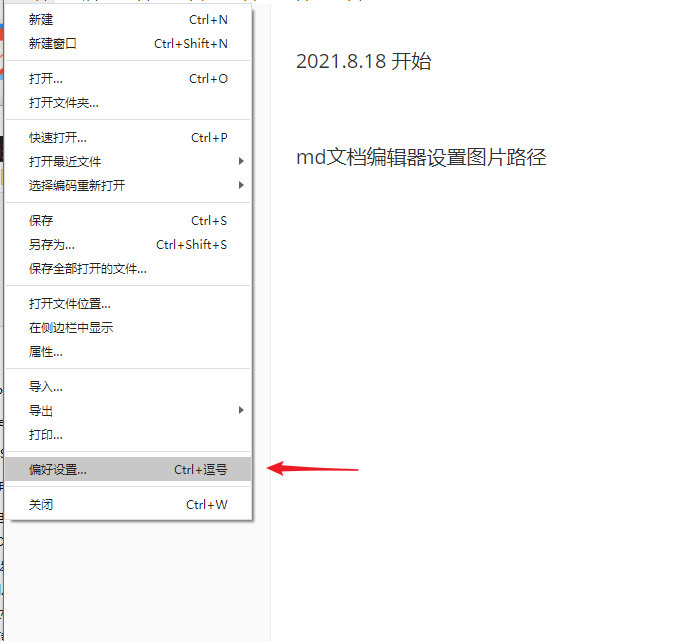 新建 Ctrl+N
新建窗口 Ctrl+Shift+N
打开... Ctrl+O
打开文件夹...
快速打开... Ctrl+P
打开最近文件
选择编码重新打开
保存 Ctrl+S
另存为... Ctrl+Shift+S
保存全部打开的文件...
打开文件位置...
在侧边栏中显示
属性...
导入...
导出
打印...
偏好设置... Ctrl+逗号
关闭 Ctrl+W
2021.8.18 开始
md文档编辑器设置图片路径